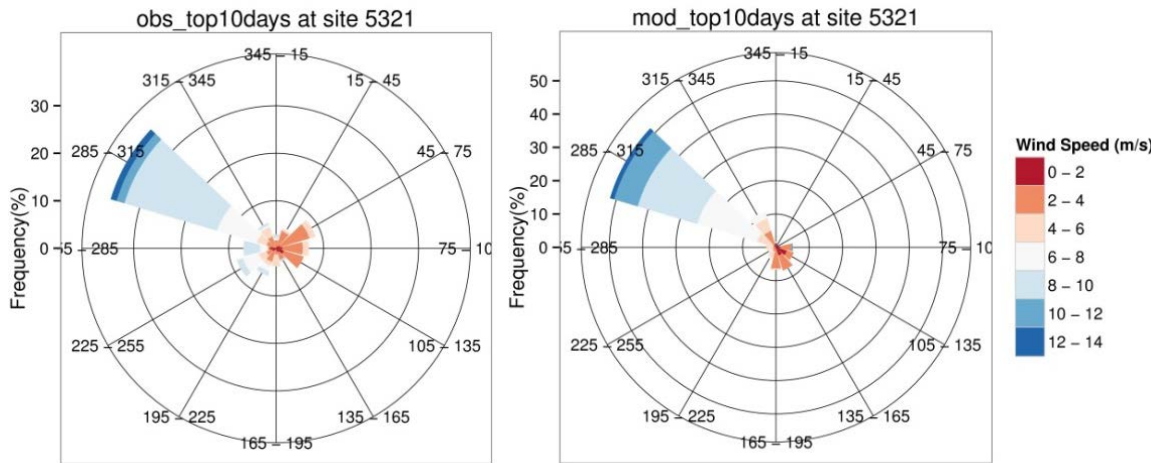 obs_top10days at site 5321
345 – 15
315 – 345
15 – 45
30
285 – 315
45 – 75
20
10
0
55 – 285
75 – 10
Frequency(%)
225 – 255
105 – 135
195 – 225
135 – 165
165 – 195
mod_top10days at site 5321
345 – 15
50
315 – 345
15 – 45
40
30
285 – 315
45 – 75
20
10
0
55 – 285
75 – 10
Frequency(%)
225 – 255
105 – 135
195 – 225
135 – 165
165 – 195
Wind Speed (m/s)
0 – 2
2 – 4
4 – 6
6 – 8
8 – 10
10 – 12
12 – 14